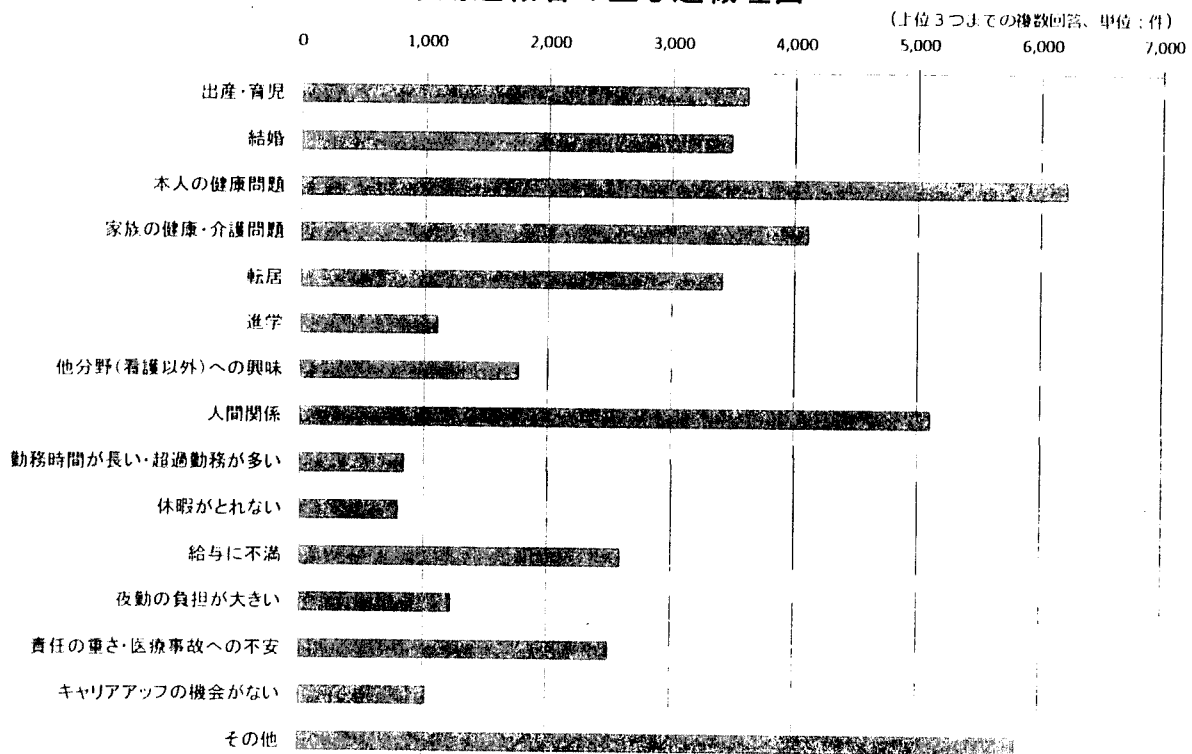 (上位3つまでの複数回答、単位:件)
0 1,000 2,000 3,000 4,000 5,000 6,000 7,000
出産・育児
結婚
本人の健康問題
家族の健康・介護問題
転居
進学
他分野(看護以外)への興味
人間関係
勤務時間が長い・超過勤務が多い
休暇がとれない
給与に不満
夜勤の負担が大きい
責任の重さ・医療事故への不安
キャリアアップの機会がない
その他